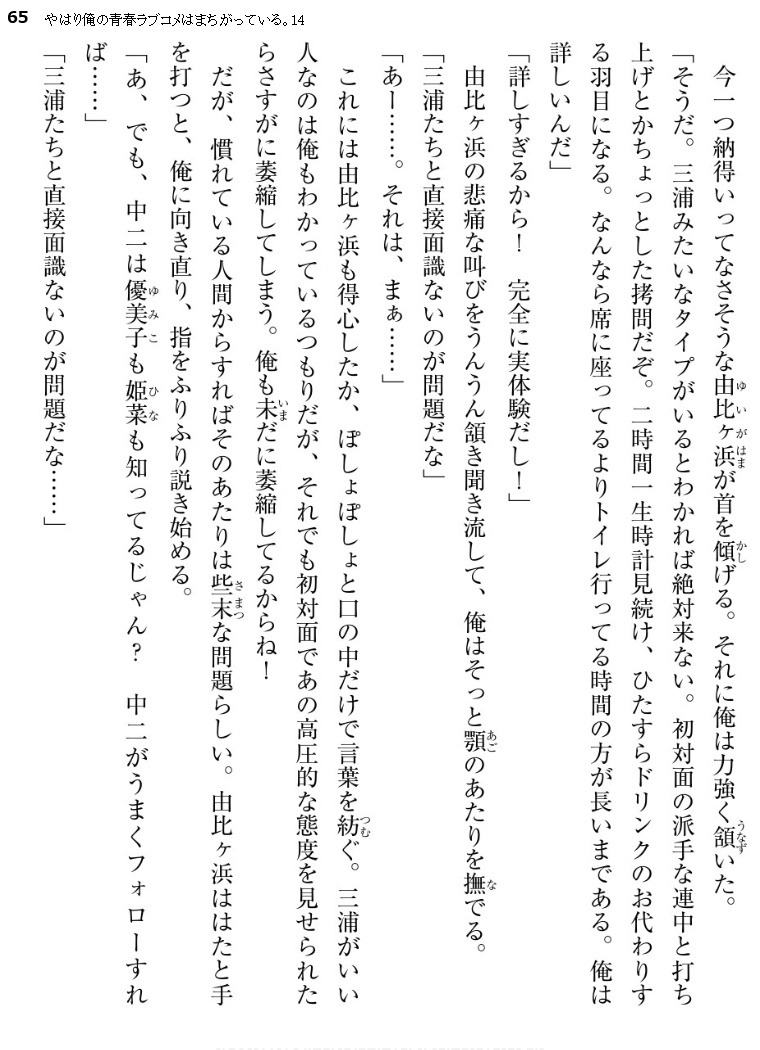 65 やはり俺の青春ラブコメはまちがっている。14
今一つ納得いってなさそうな由比ヶ浜が首を傾げる。それに俺は力強く頷いた。
「そうだ。三浦みたいなタイプがいるとわかれば絶対来ない。初対面の派手な連中と打ち
上げとかちょっとした拷問だぞ。二時間一生時計見続け、ひたすらドリンクのお代わりす
る羽目になる。なんなら席に座ってるよりトイレ行ってる時間の方が長いまである。俺は
詳しいんだ」
「詳しすぎるから！　完全に実体験だし！」
由比ヶ浜の悲痛な叫びをうんうん頷き聞き流して、俺はそっと顎のあたりを撫でる。
「三浦たちと直接面識ないのが問題だな」
「あー……。それは、まぁ……」
これには由比ヶ浜も得心したか、ぽしょぽしょと口の中だけで言葉を紡ぐ。三浦がいい
人なのは俺もわかっているつもりだが、それでも初対面であの高圧的な態度を見せられた
らさすがに萎縮してしまう。俺も未だに萎縮してるからね！
だが、慣れている人間からすればそのあたりは些末な問題らしい。由比ヶ浜ははたと手
を打つと、俺に向き直り、指をふりふり説き始める。
「あ、でも、中二は優美子も姫菜も知ってるじゃん？　中二がうまくフォローすれ
ば……」
「三浦たちと直接面識ないのが問題だな……」